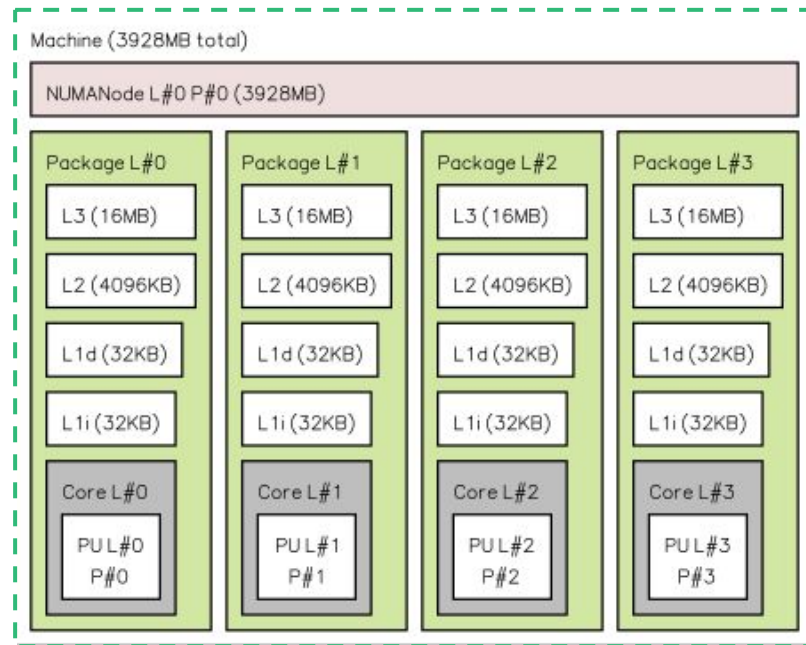 Machine (3928MB total)
NUMANode L#0 P#0 (3928MB)
Package L#0
L3 (16MB)
L2 (4096KB)
L1d (32KB)
L1i (32KB)
Core L#0
PU L#0
P#0
Package L#1
L3 (16MB)
L2 (4096KB)
L1d (32KB)
L1i (32KB)
Core L#1
PU L#1
P#1
Package L#2
L3 (16MB)
L2 (4096KB)
L1d (32KB)
L1i (32KB)
Core L#2
PU L#2
P#2
Package L#3
L3 (16MB)
L2 (4096KB)
L1d (32KB)
L1i (32KB)
Core L#3
PU L#3
P#3